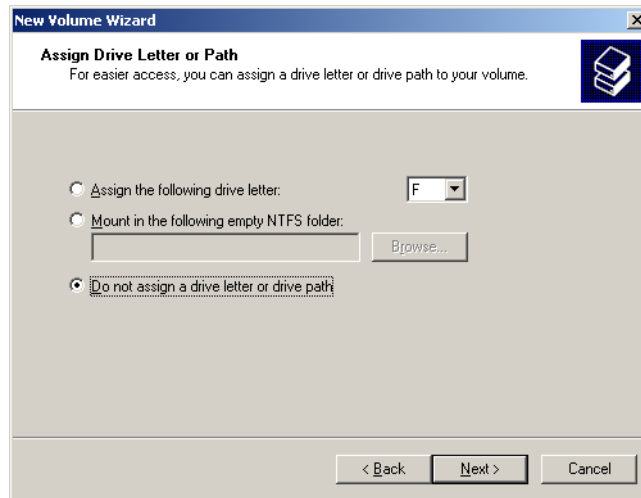 New Volume Wizard
Assign Drive Letter or Path
For easier access, you can assign a drive letter or drive path to your volume.
Assign the following drive letter: F
Mount in the following empty NTFS folder:
Browse...
Do not assign a drive letter or drive path
< Back Next > Cancel